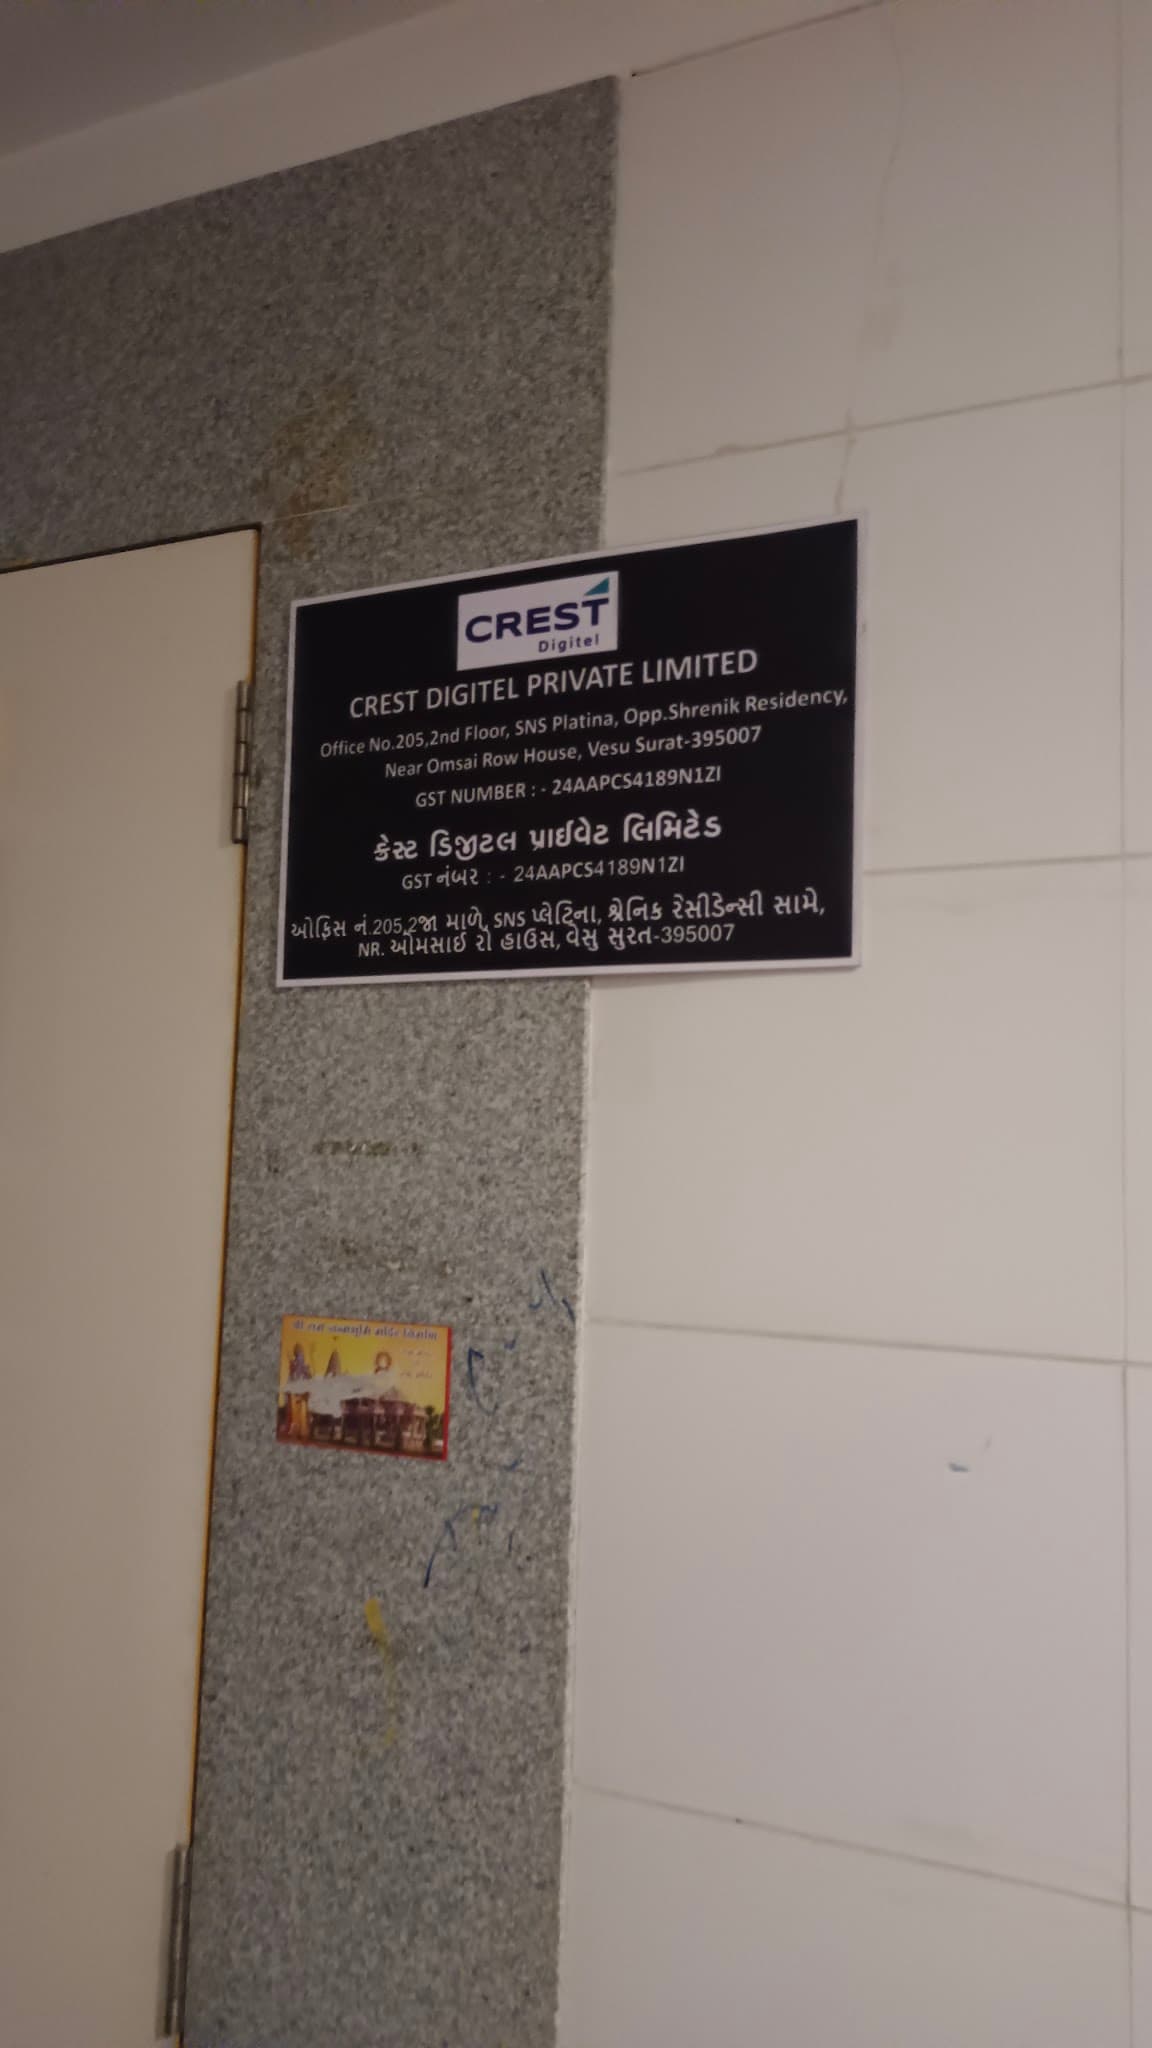 CREST
Digitel
CREST DIGITEL PRIVATE LIMITED
Office No.205,2nd Floor, SNS Platina, Opp.Shrenik Residency,
Near Omsai Row House, Vesu Surat-395007
GST NUMBER : - 24AAPCS4189N1ZI
ક્રેસ્ટ ડિજીટલ પ્રાઈવેટ લિમિટેડ
GST નંબર : - 24AAPCS4189N1ZI
ઓફિસ નં.205,2જા માળે, SNS પ્લેટિના, શ્રેનિક રેસીડેન્સી સામે,
NR. ઓમસાઈ રો હાઉસ, વેસુ સુરત-395007
શ્રી રામ જન્મભૂમિ